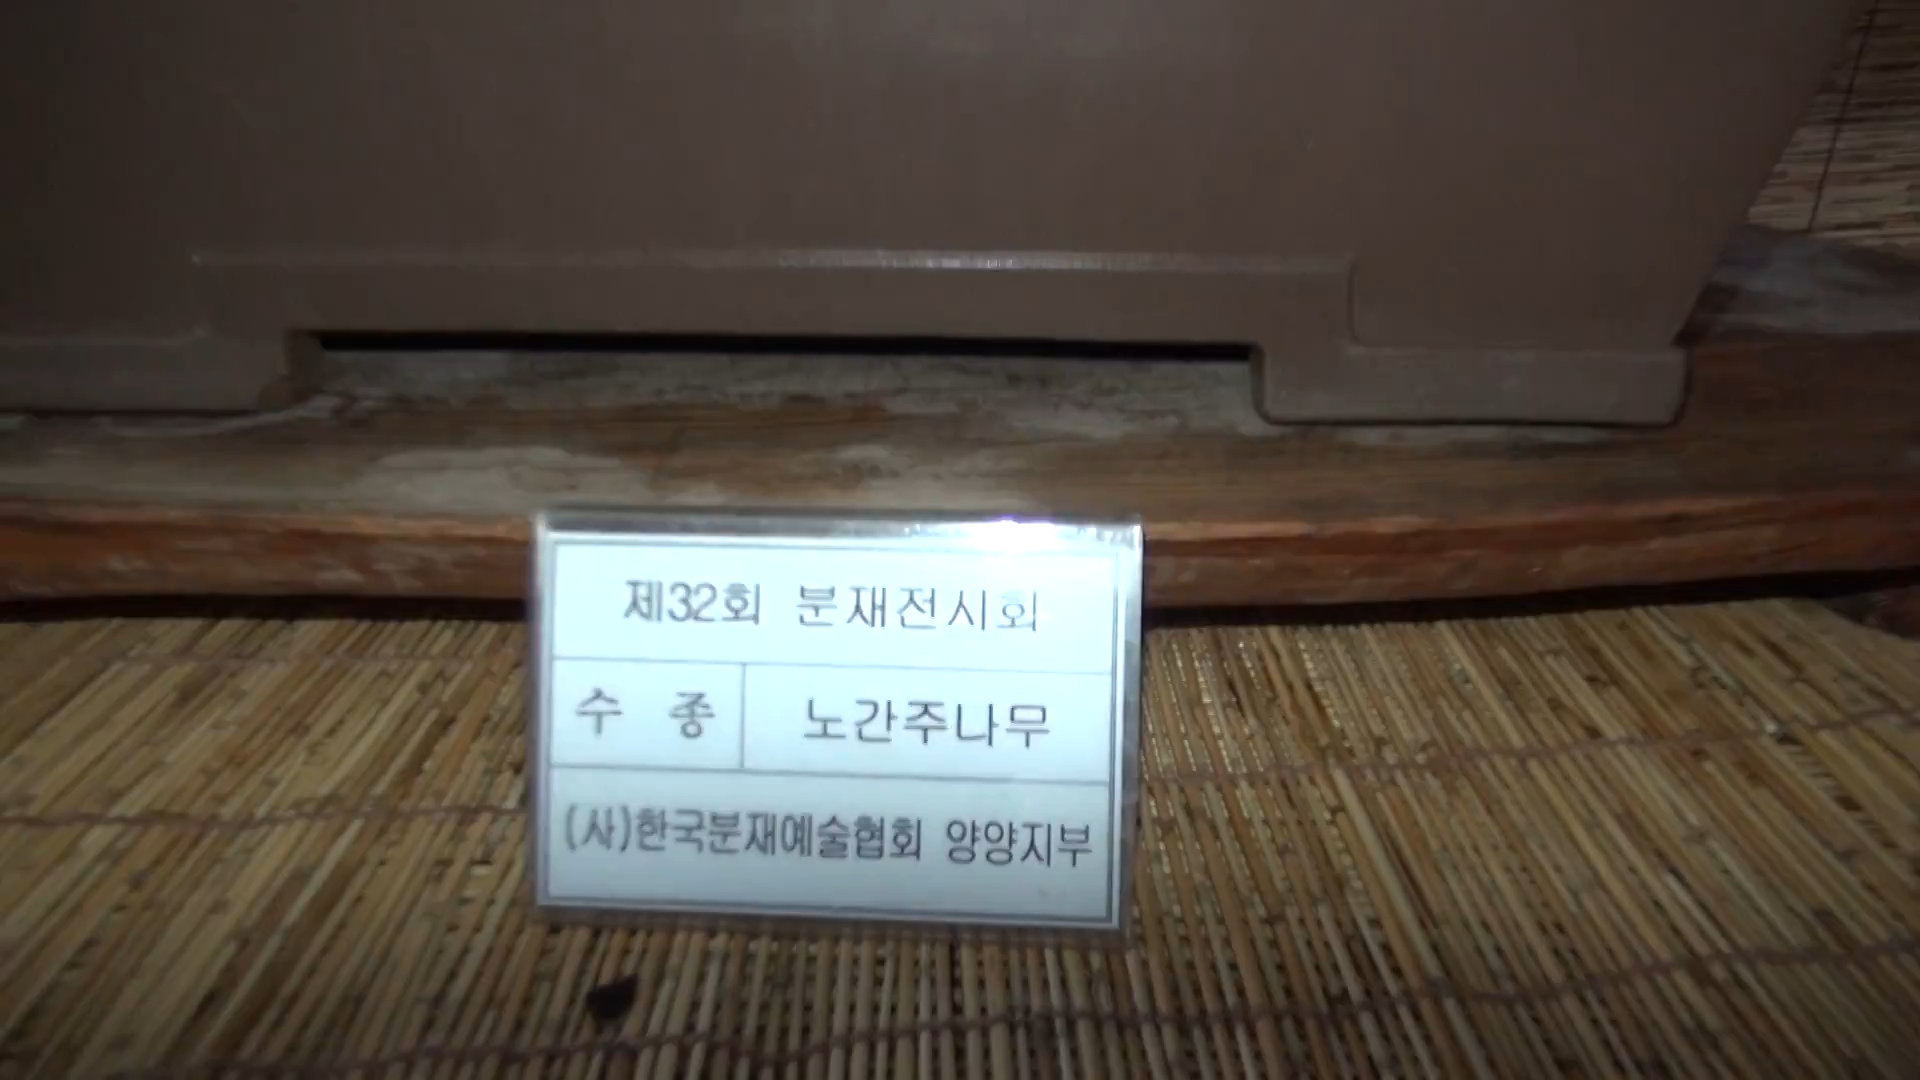 제32회 분재전시회
수 종 노간주나무
(사)한국분재예술협회 양양지부